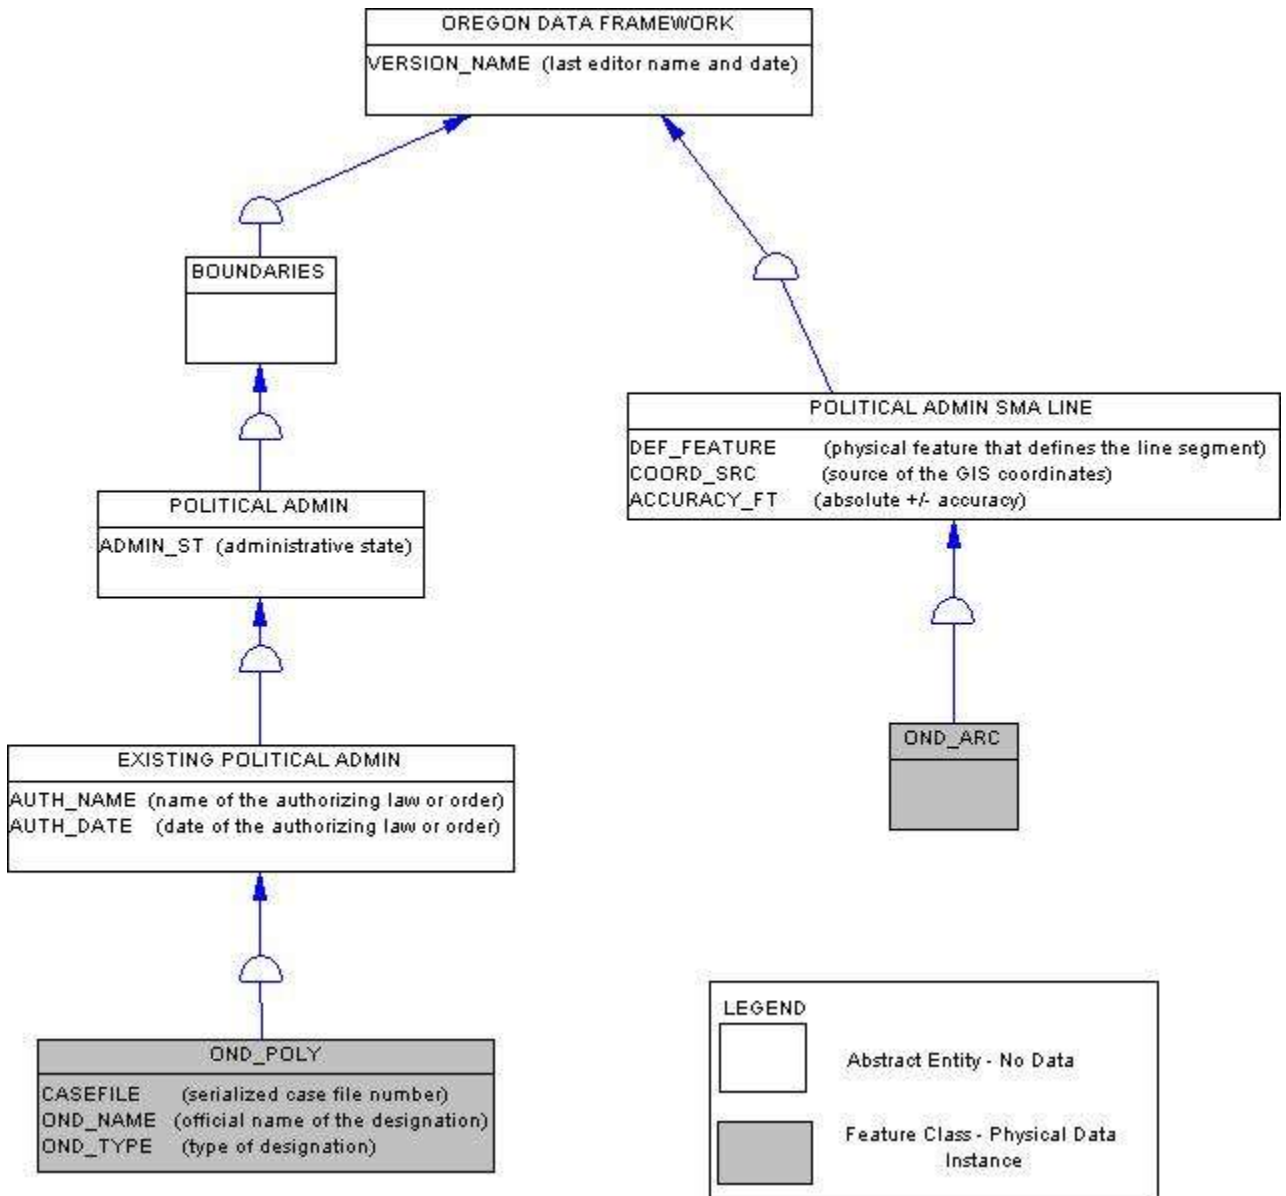 OREGON DATA FRAMEWORK
VERSION_NAME (last editor name and date)
BOUNDARIES
POLITICAL ADMIN SMA LINE
DEF_FEATURE (physical feature that defines the line segment)
COORD_SRC (source of the GIS coordinates)
ACCURACY_FT (absolute +/- accuracy)
POLITICAL ADMIN
ADMIN_ST (administrative state)
OND_ARC
EXISTING POLITICAL ADMIN
AUTH_NAME (name of the authorizing law or order)
AUTH_DATE (date of the authorizing law or order)
OND_POLY
CASEFILE (serialized case file number)
OND_NAME (official name of the designation)
OND_TYPE (type of designation)
LEGEND
Abstract Entity - No Data
Feature Class - Physical Data
Instance